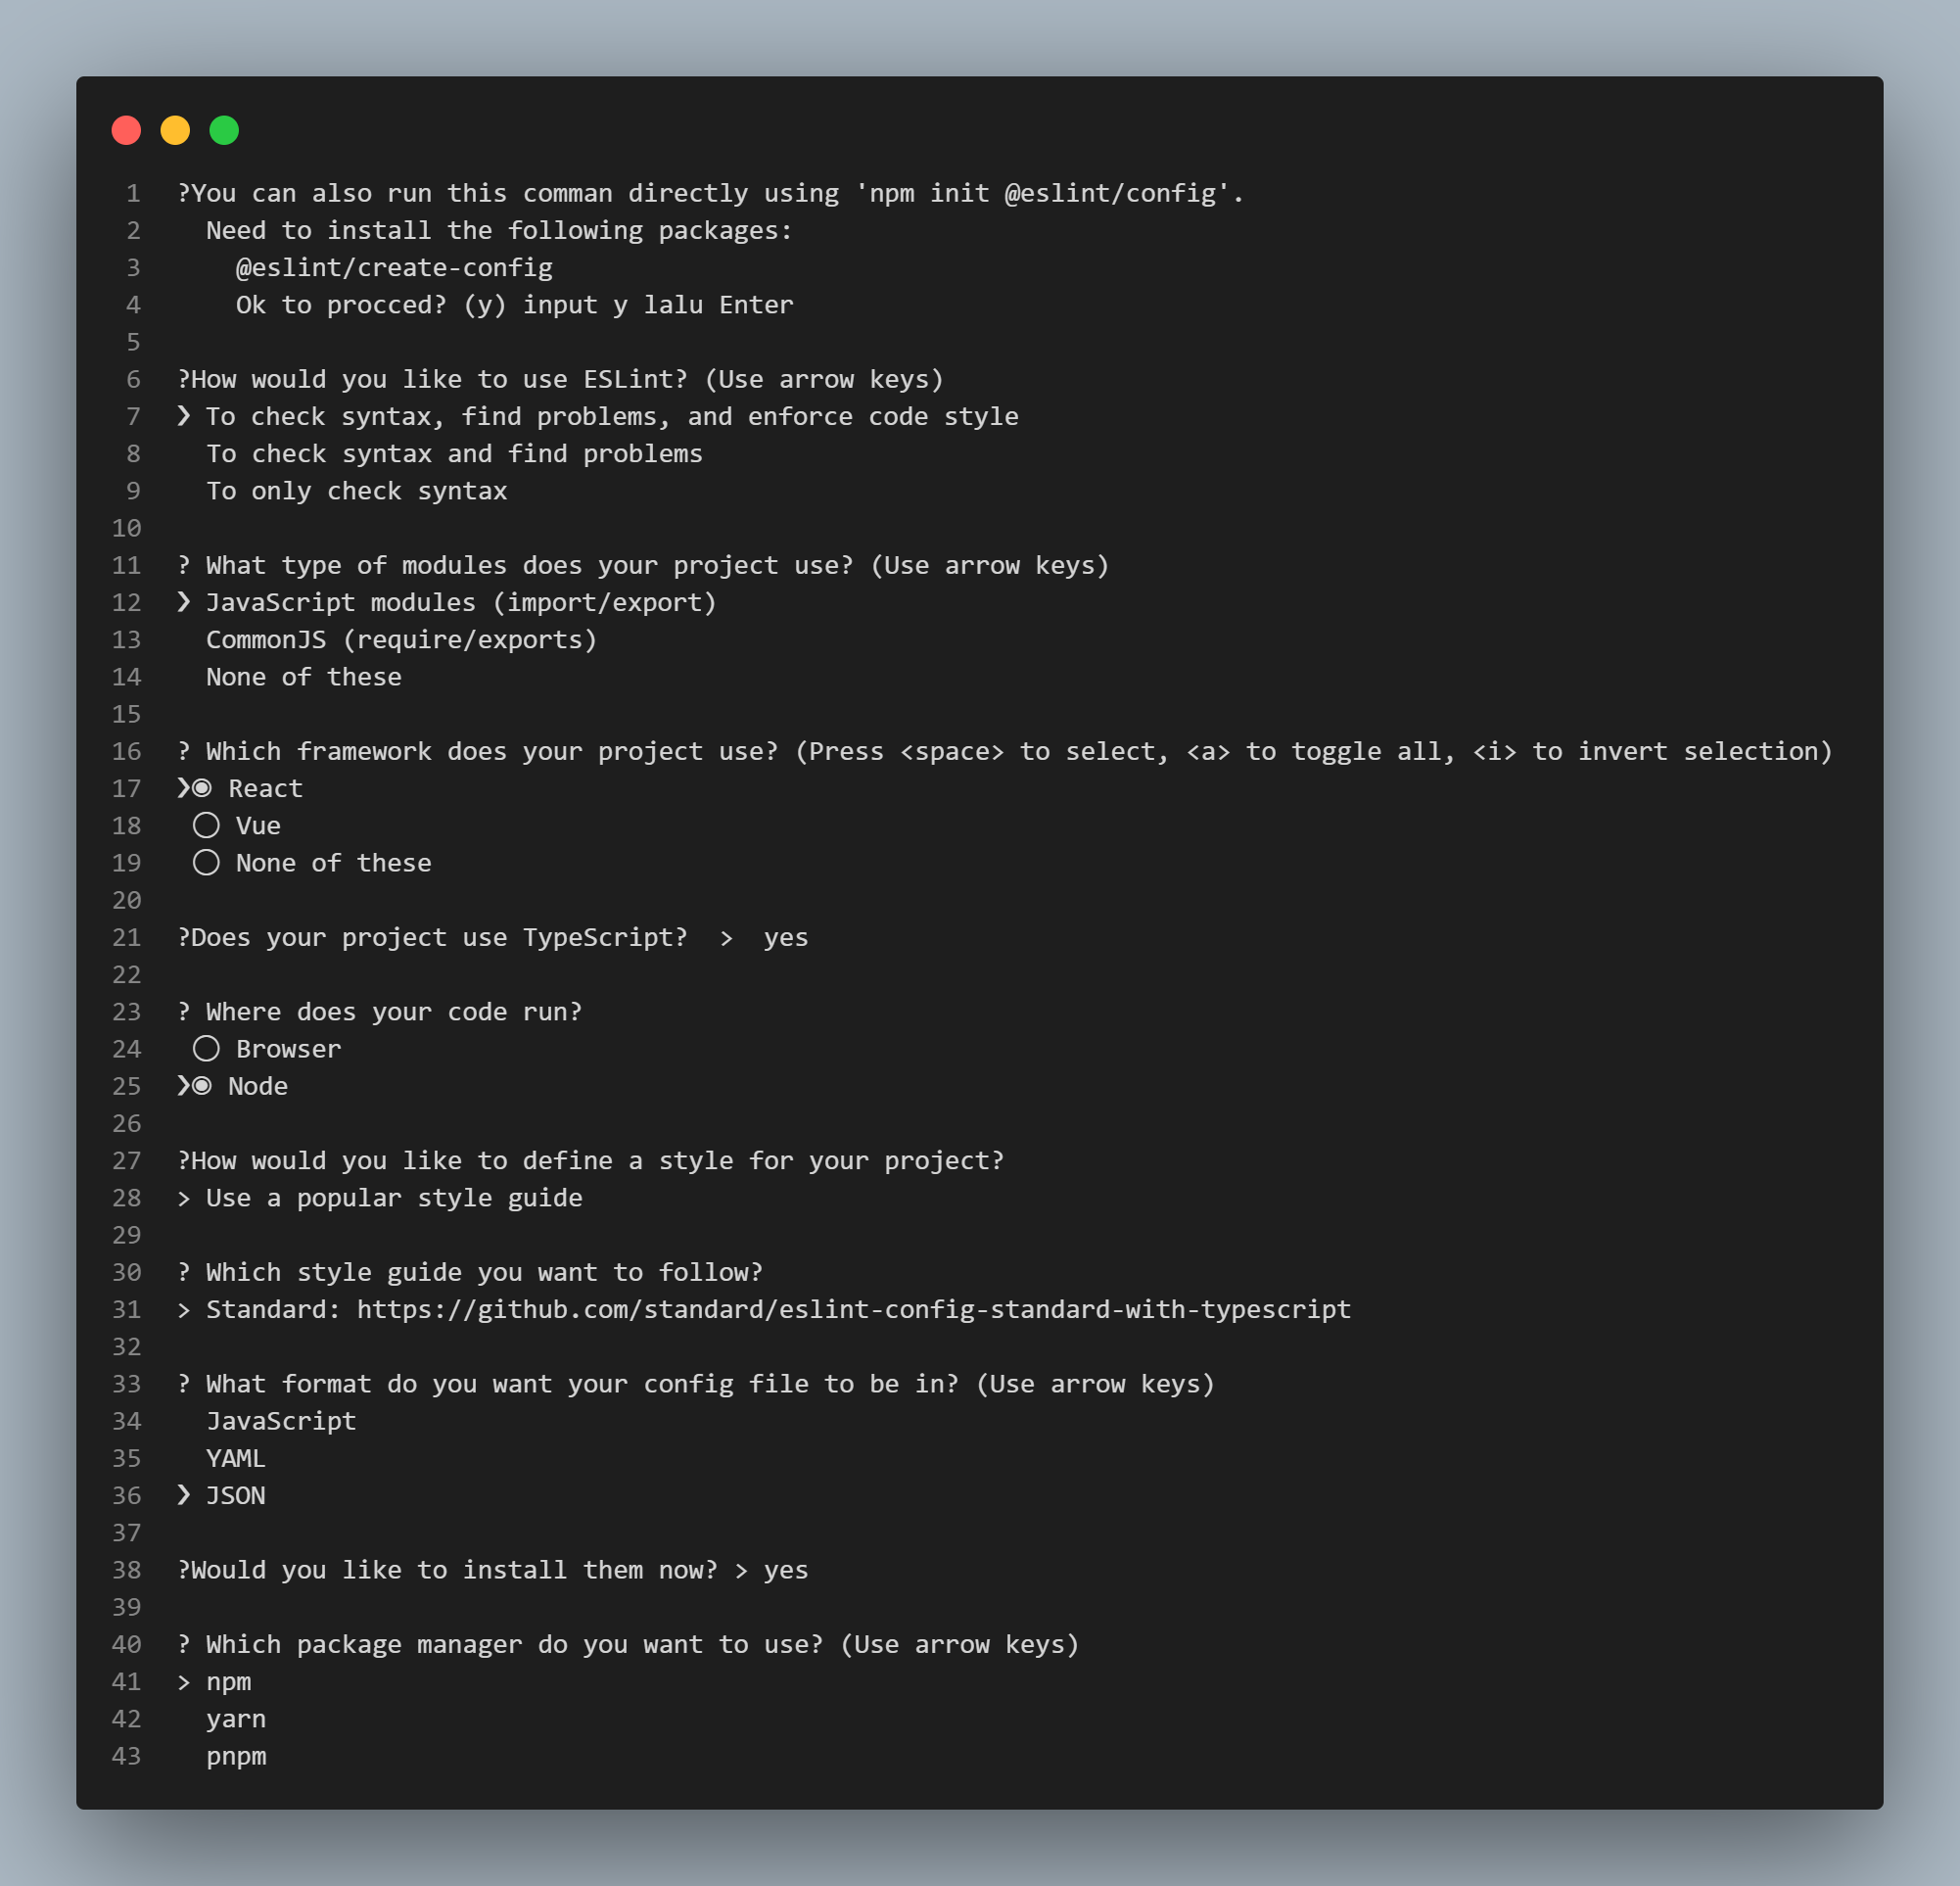 1 ?You can also run this comman directly using 'npm init @eslint/config'.
2 Need to install the following packages:
3 @eslint/create-config
4 Ok to procced? (y) input y lalu Enter
5
6 ?How would you like to use ESLint? (Use arrow keys)
7 ❯ To check syntax, find problems, and enforce code style
8 To check syntax and find problems
9 To only check syntax
10
11 ? What type of modules does your project use? (Use arrow keys)
12 ❯ JavaScript modules (import/export)
13 CommonJS (require/exports)
14 None of these
15
16 ? Which framework does your project use? (Press <space> to select, <a> to toggle all, <i> to invert selection)
17 ❯◉ React
18 ◯ Vue
19 ◯ None of these
20
21 ?Does your project use TypeScript? > yes
22
23 ? Where does your code run?
24 ◯ Browser
25 ❯◉ Node
26
27 ?How would you like to define a style for your project?
28 > Use a popular style guide
29
30 ? Which style guide you want to follow?
31 > Standard: https://github.com/standard/eslint-config-standard-with-typescript
32
33 ? What format do you want your config file to be in? (Use arrow keys)
34 JavaScript
35 YAML
36 ❯ JSON
37
38 ?Would you like to install them now? > yes
39
40 ? Which package manager do you want to use? (Use arrow keys)
41 > npm
42 yarn
43 pnpm